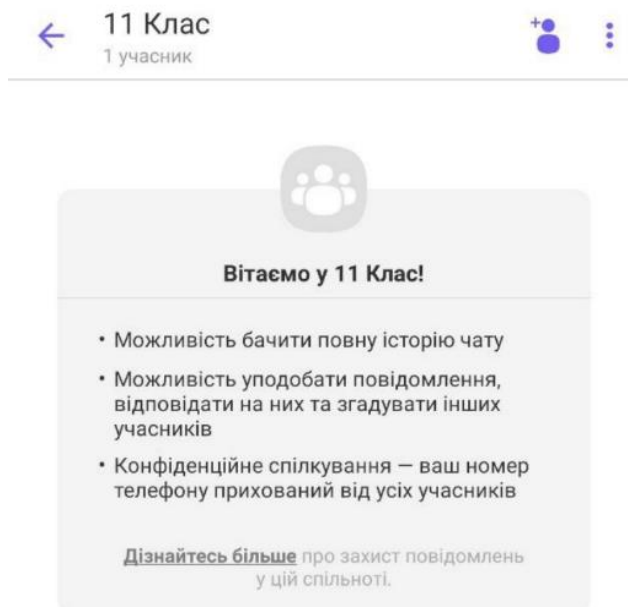 11 Клас
1 учасник
Вітаємо у 11 Клас!
• Можливість бачити повну історію чату
• Можливість уподобати повідомлення,
відповідати на них та згадувати інших
учасників
• Конфіденційне спілкування — ваш номер
телефону прихований від усіх учасників
Дізнайтесь більше про захист повідомлень
у цій спільноті.